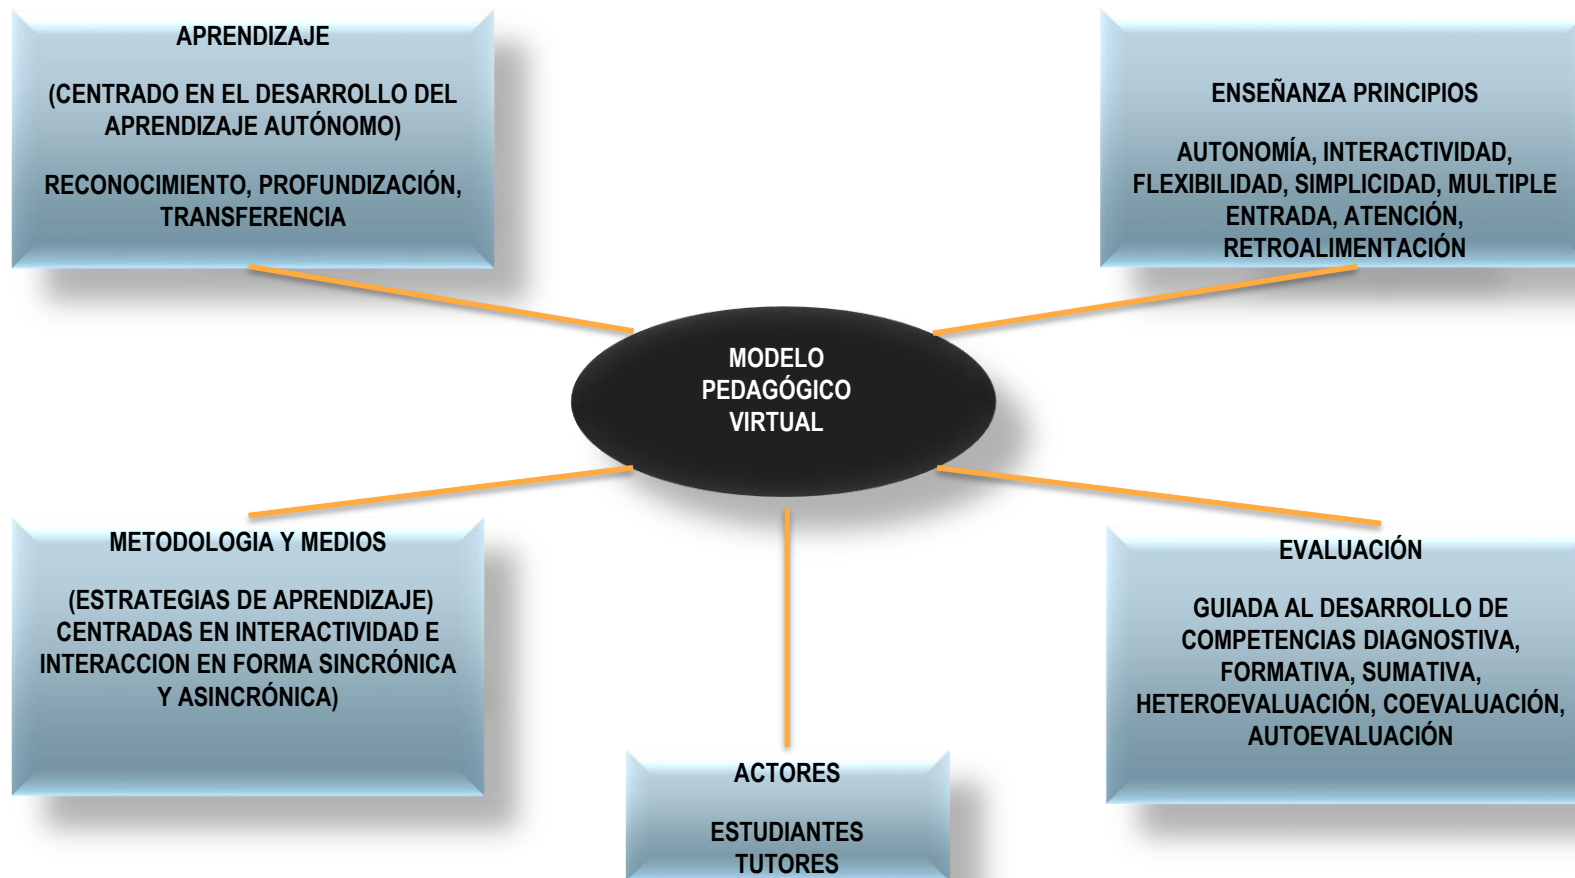 APRENDIZAJE
(CENTRADO EN EL DESARROLLO DEL
APRENDIZAJE AUTÓNOMO)
RECONOCIMIENTO, PROFUNDIZACIÓN,
TRANSFERENCIA
ENSEÑANZA PRINCIPIOS
AUTONOMÍA, INTERACTIVIDAD,
FLEXIBILIDAD, SIMPLICIDAD, MULTIPLE
ENTRADA, ATENCIÓN,
RETROALIMENTACIÓN
MODELO
PEDAGÓGICO
VIRTUAL
METODOLOGIA Y MEDIOS
(ESTRATEGIAS DE APRENDIZAJE)
CENTRADAS EN INTERACTIVIDAD E
INTERACCION EN FORMA SINCRÓNICA
Y ASINCRÓNICA)
EVALUACIÓN
GUIADA AL DESARROLLO DE
COMPETENCIAS DIAGNOSTIVA,
FORMATIVA, SUMATIVA,
HETEROEVALUACIÓN, COEVALUACIÓN,
AUTOEVALUACIÓN
ACTORES
ESTUDIANTES
TUTORES